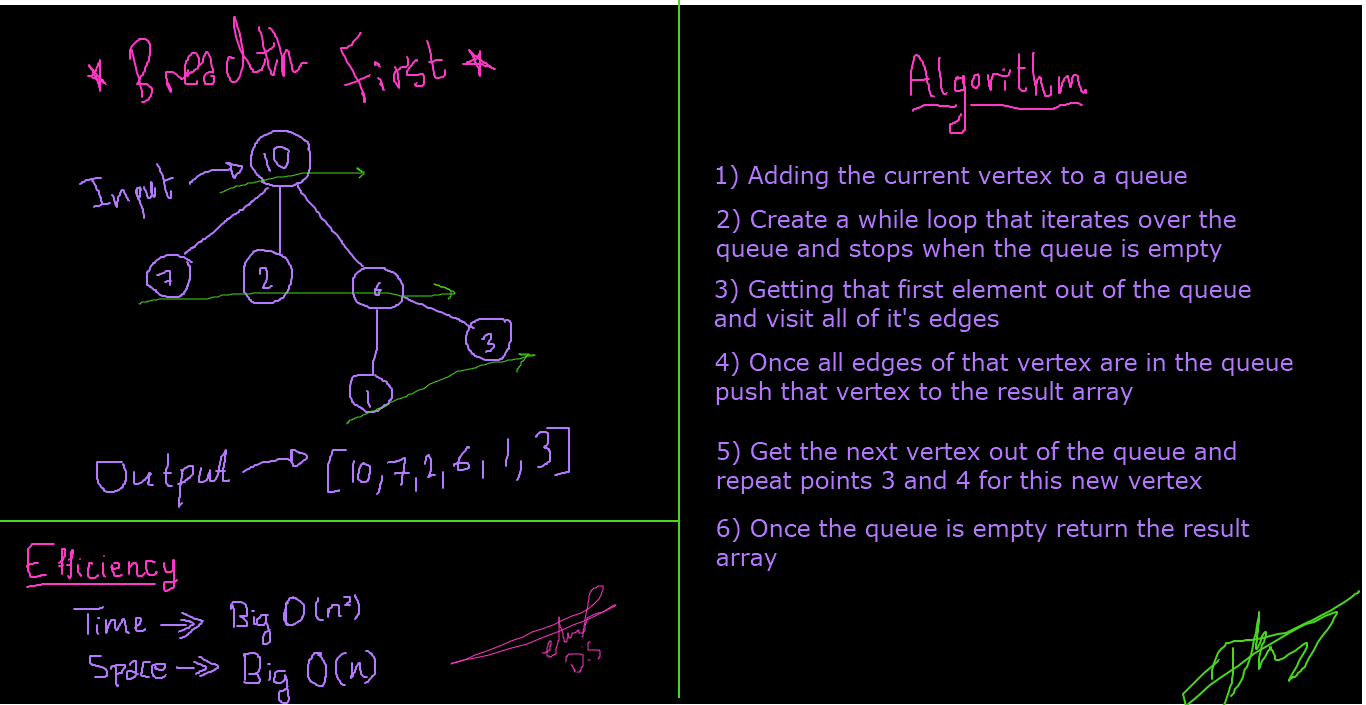 * Breadth First *
Input
10
7
2
6
3
1
Output
[10, 7, 2, 6, 1, 3]
Efficiency
Time
Big O(n²)
Space
Big O(n)
Algorithm
1) Adding the current vertex to a queue
2) Create a while loop that iterates over the
queue and stops when the queue is empty
3) Getting that first element out of the queue
and visit all of it's edges
4) Once all edges of that vertex are in the queue
push that vertex to the result array
5) Get the next vertex out of the queue and
repeat points 3 and 4 for this new vertex
6) Once the queue is empty return the result
array